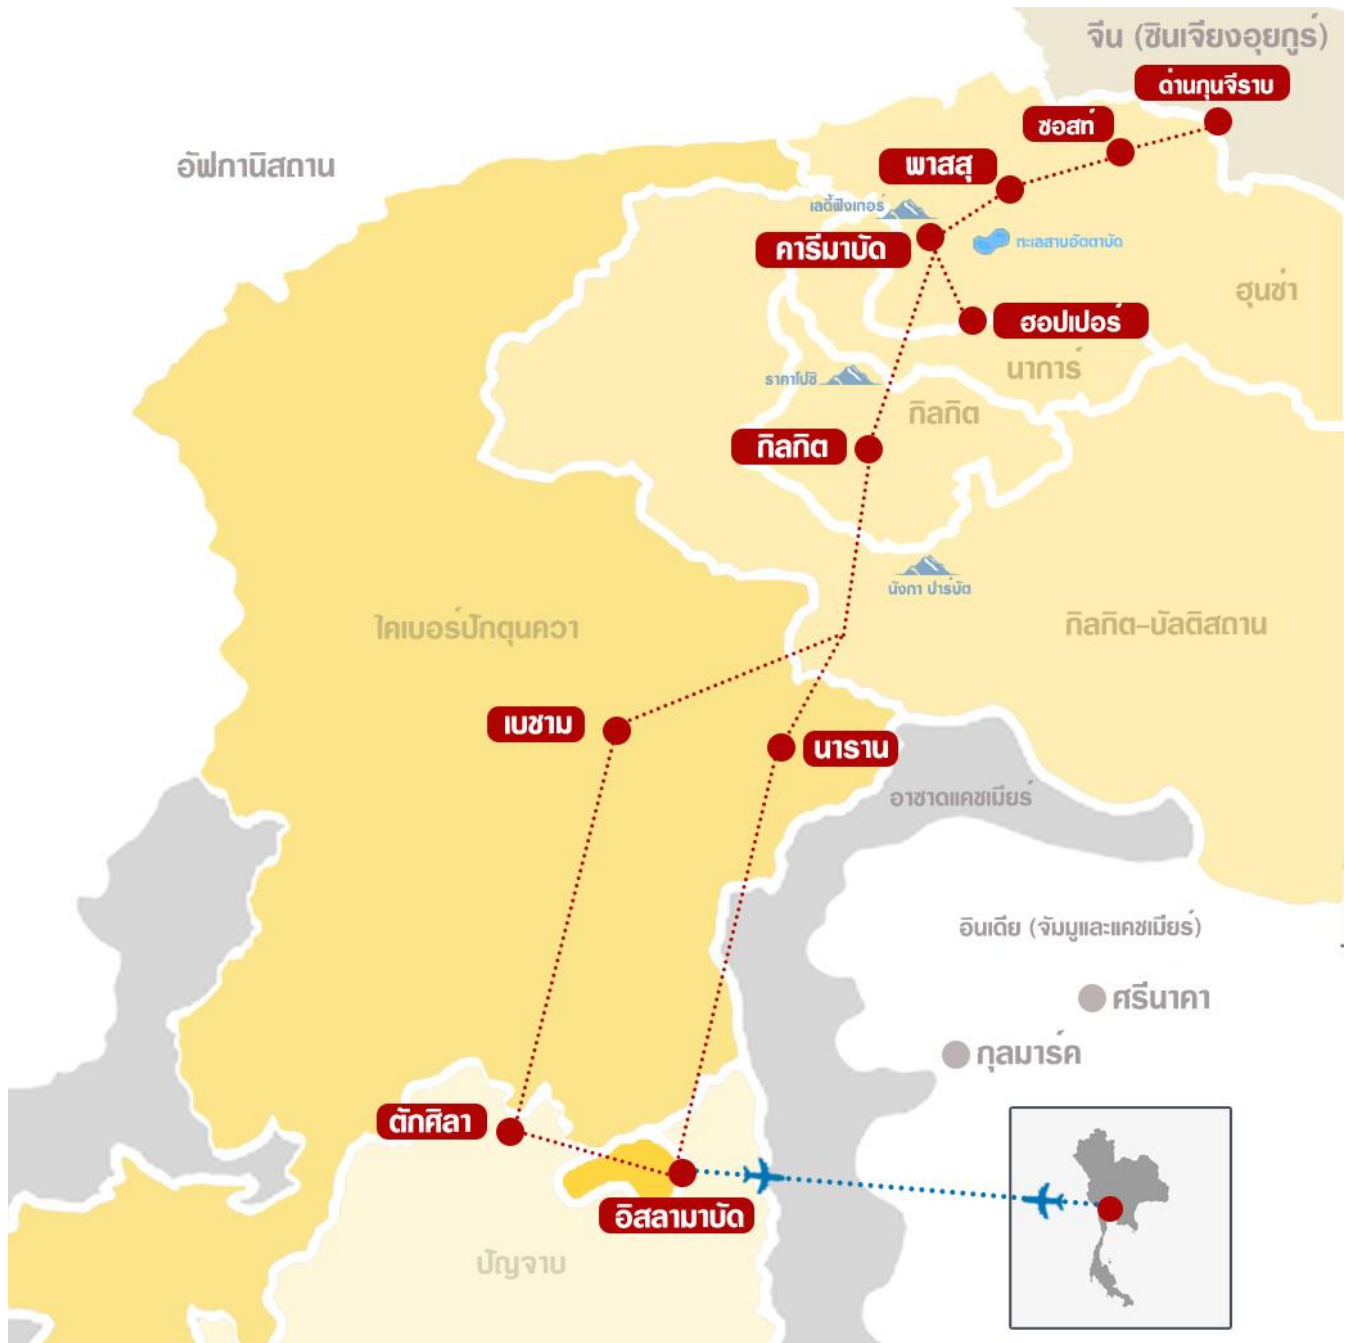 จีน (ซินเจียงอุยกูร์)
ด่านกุนจีราบ
ซอสท์
อัฟกานิสถาน
พาสสุ
เลดี้ฟิงเกอร์
คารีมาบัด
ทะเลสาบอัตตาบัด
ฮุนซ่า
ฮอปเปอร์
นาการ์
ราคาโปชิ
กิลกิต
กิลกิต
นังกา ปาร์บัต
ไคเบอร์ปักตุนควา
กิลกิต-บัลติสถาน
เบชาม
นาราน
อาซาดแคชเมียร์
อินเดีย (จัมมูและแคชเมียร์)
ศรีนาคา
กุลมาร์ค
ตักศิลา
อิสลามาบัด
ปัญจาบ